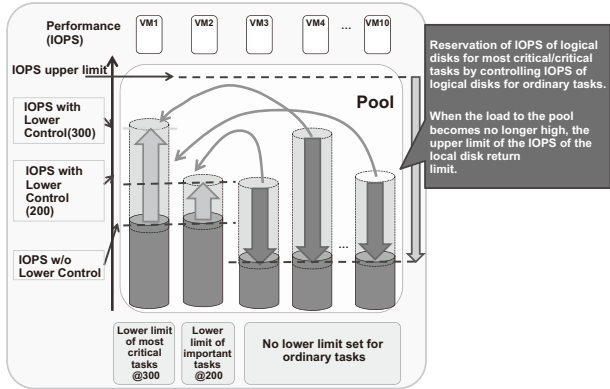 Performance
(IOPS)
VM1
VM2
VM3
VM4
...
VM10
IOPS upper limit
Pool
IOPS with
Lower
Control(300)
IOPS with
Lower
Control
(200)
IOPS w/o
Lower Control
...
Lower limit
of most
critical
tasks
@300
Lower
limit of
important
tasks
@200
No lower limit set for
ordinary tasks
Reservation of IOPS of logical
disks for most critical/critical
tasks by controlling IOPS of
logical disks for ordinary tasks.
When the load to the pool
becomes no longer high, the
upper limit of the IOPS of the
local disk return
limit.